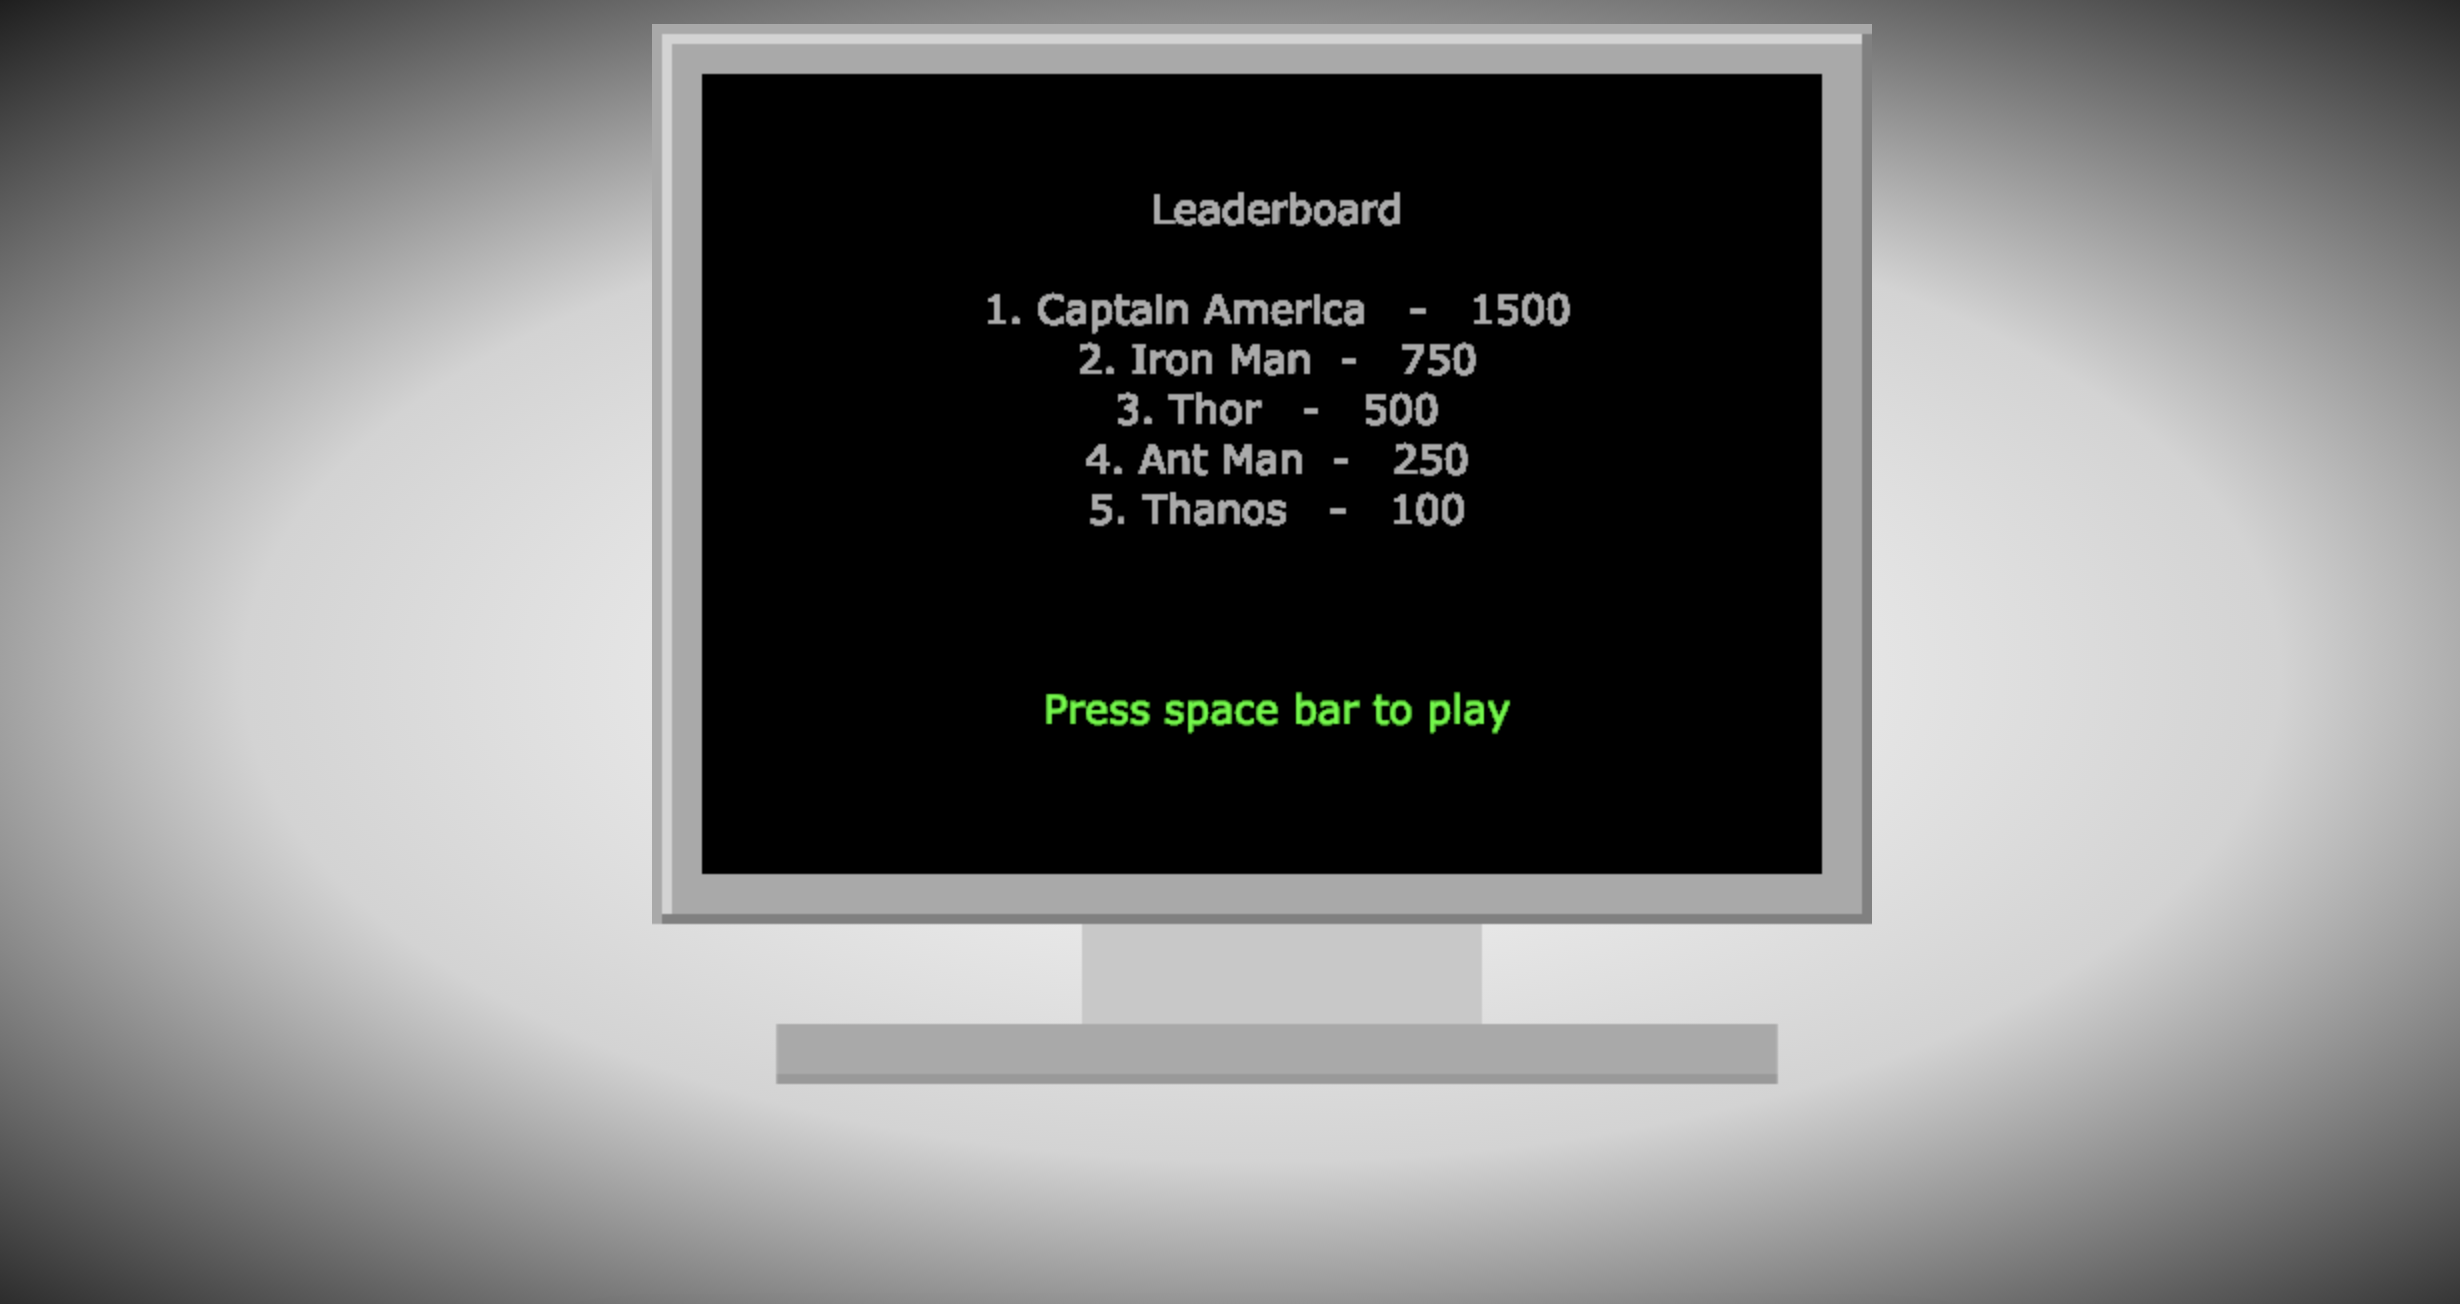 Leaderboard
1. Captain America - 1500
2. Iron Man - 750
3. Thor - 500
4. Ant Man - 250
5. Thanos - 100
Press space bar to play